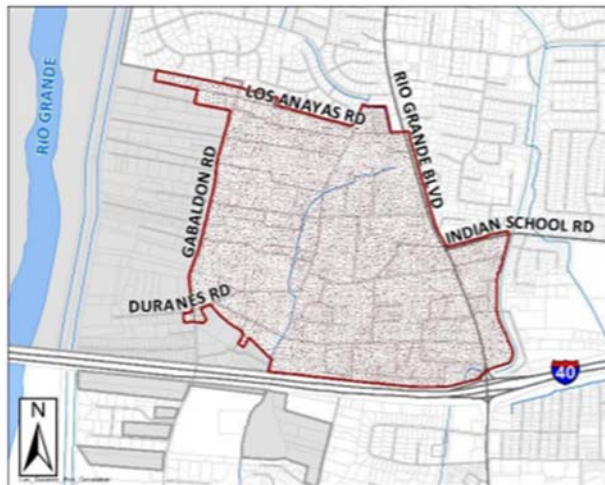 RIO GRANDE
LOS ANAYAS RD
RIO GRANDE BLVD
GABALDON RD
INDIAN SCHOOL RD
DURANES RD
40
N